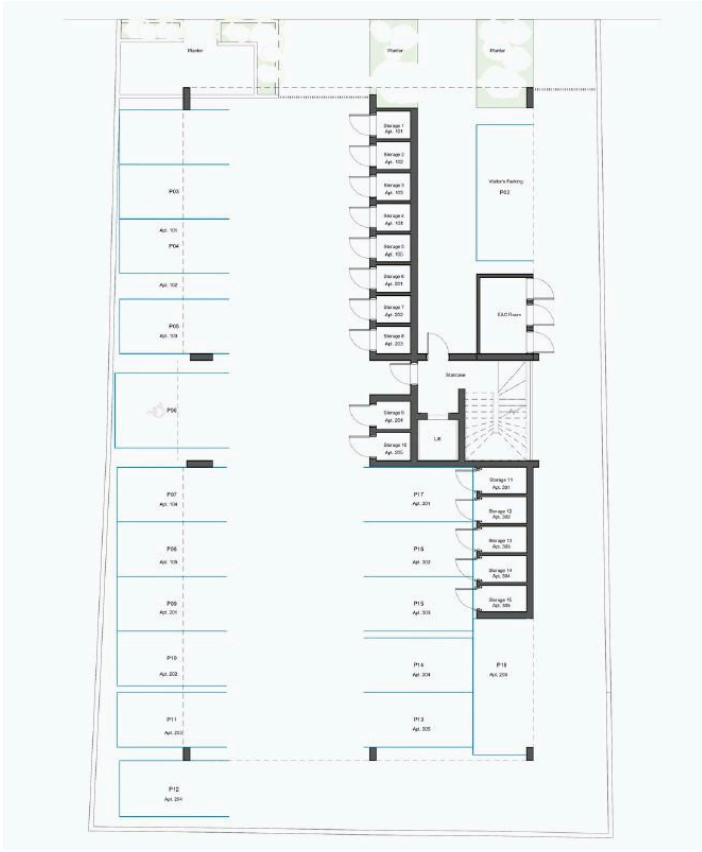 Planter
Planter
Planter
Storage 1
Apt. 101
Storage 2
Apt. 102
Storage 3
Apt. 103
Storage 4
Apt. 104
Storage 5
Apt. 105
Storage 6
Apt. 201
Storage 7
Apt. 202
Storage 8
Apt. 203
Visitor's Parking
P02
P03
Apt. 101
P04
Apt. 102
P05
Apt. 103
EAC Room
Staircase
P06
Storage 9
Apt. 204
Storage 10
Apt. 205
Lift
P07
Apt. 104
P17
Apt. 301
Storage 11
Apt. 301
Storage 12
Apt. 302
P08
Apt. 105
P16
Apt. 302
Storage 13
Apt. 303
Storage 14
Apt. 304
P09
Apt. 201
P15
Apt. 303
Storage 15
Apt. 305
P10
Apt. 202
P14
Apt. 304
P18
P11
Apt. 203
P13
Apt. 305
P12
Apt. 204